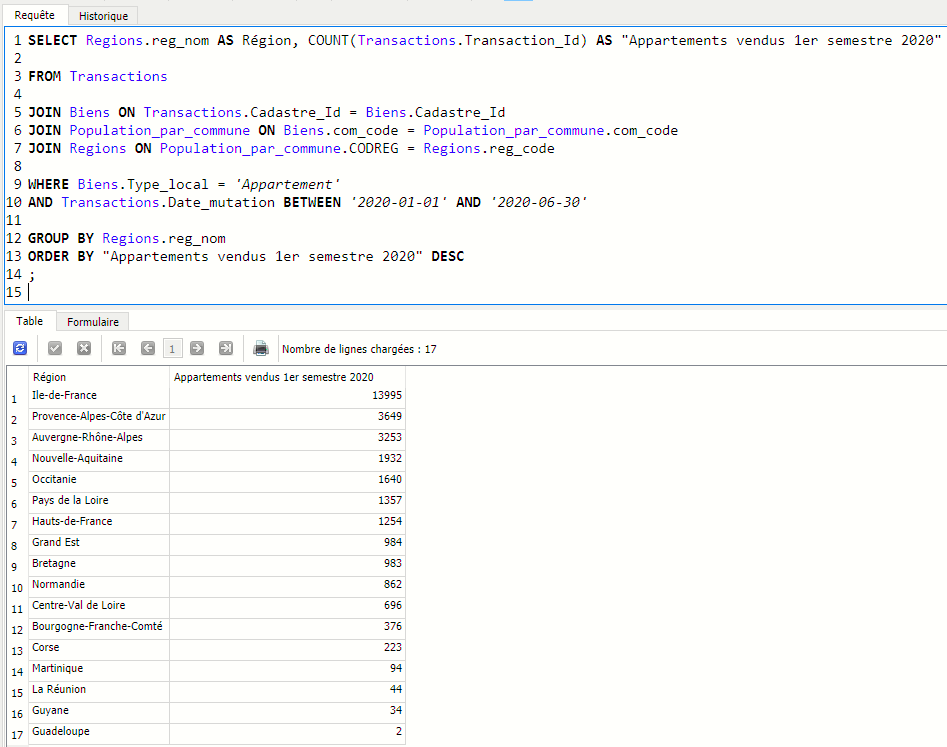 Requête Historique
1 SELECT Regions.reg_nom AS Région, COUNT(Transactions.Transaction_Id) AS "Appartements vendus 1er semestre 2020"
2
3 FROM Transactions
4
5 JOIN Biens ON Transactions.Cadastre_Id = Biens.Cadastre_Id
6 JOIN Population_par_commune ON Biens.com_code = Population_par_commune.com_code
7 JOIN Regions ON Population_par_commune.CODREG = Regions.reg_code
8
9 WHERE Biens.Type_local = 'Appartement'
10 AND Transactions.Date_mutation BETWEEN '2020-01-01' AND '2020-06-30'
11
12 GROUP BY Regions.reg_nom
13 ORDER BY "Appartements vendus 1er semestre 2020" DESC
14 ;
15
Table Formulaire
1 Nombre de lignes chargées : 17
Région Appartements vendus 1er semestre 2020
1 Ile-de-France 13995
2 Provence-Alpes-Côte d'Azur 3649
3 Auvergne-Rhône-Alpes 3253
4 Nouvelle-Aquitaine 1932
5 Occitanie 1640
6 Pays de la Loire 1357
7 Hauts-de-France 1254
8 Grand Est 984
9 Bretagne 983
10 Normandie 862
11 Centre-Val de Loire 696
12 Bourgogne-Franche-Comté 376
13 Corse 223
14 Martinique 94
15 La Réunion 44
16 Guyane 34
17 Guadeloupe 2